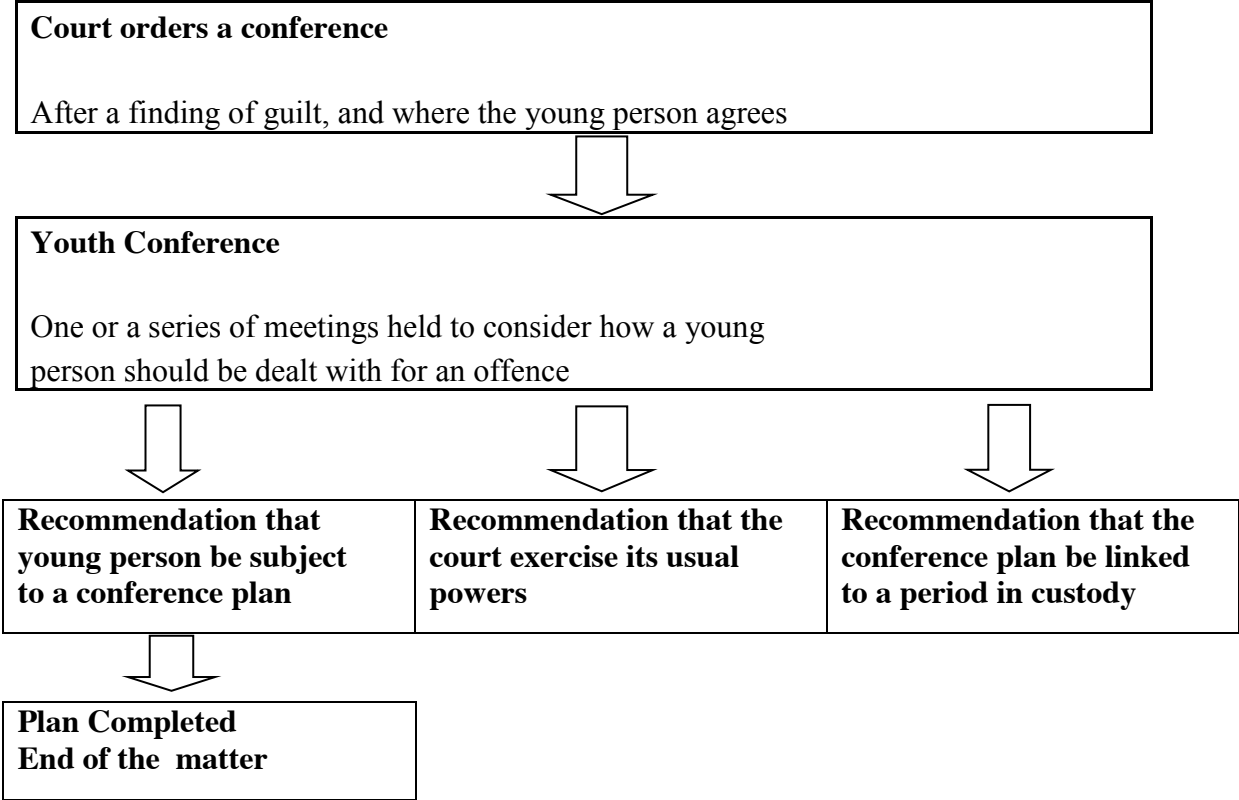 Court orders a conference
After a finding of guilt, and where the young person agrees
Youth Conference
One or a series of meetings held to consider how a young
person should be dealt with for an offence
Recommendation that
young person be subject
to a conference plan
Recommendation that the
court exercise its usual
powers
Recommendation that the
conference plan be linked
to a period in custody
Plan Completed
End of the  matter